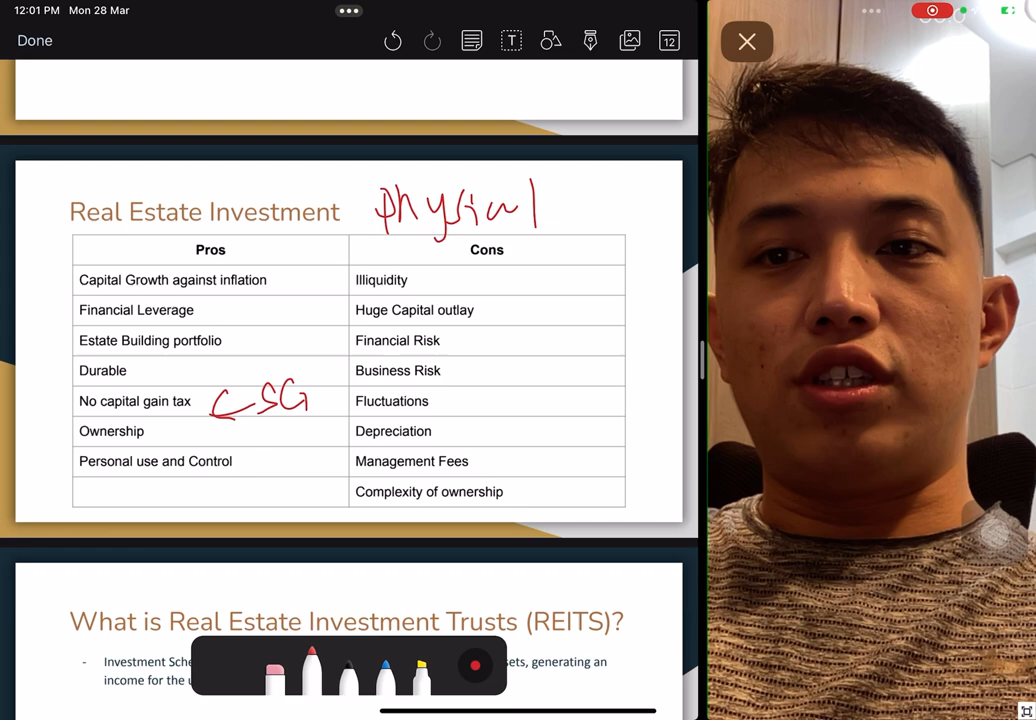 12:01 PM Mon 28 Mar
Done
T
12
Real Estate Investment physical
Pros Cons
Capital Growth against inflation Illiquidity
Financial Leverage Huge Capital outlay
Estate Building portfolio Financial Risk
Durable Business Risk
No capital gain tax SG Fluctuations
Ownership Depreciation
Personal use and Control Management Fees
Complexity of ownership
What is Real Estate Investment Trusts (REITS)?
- Investment sets, generating an
income for the